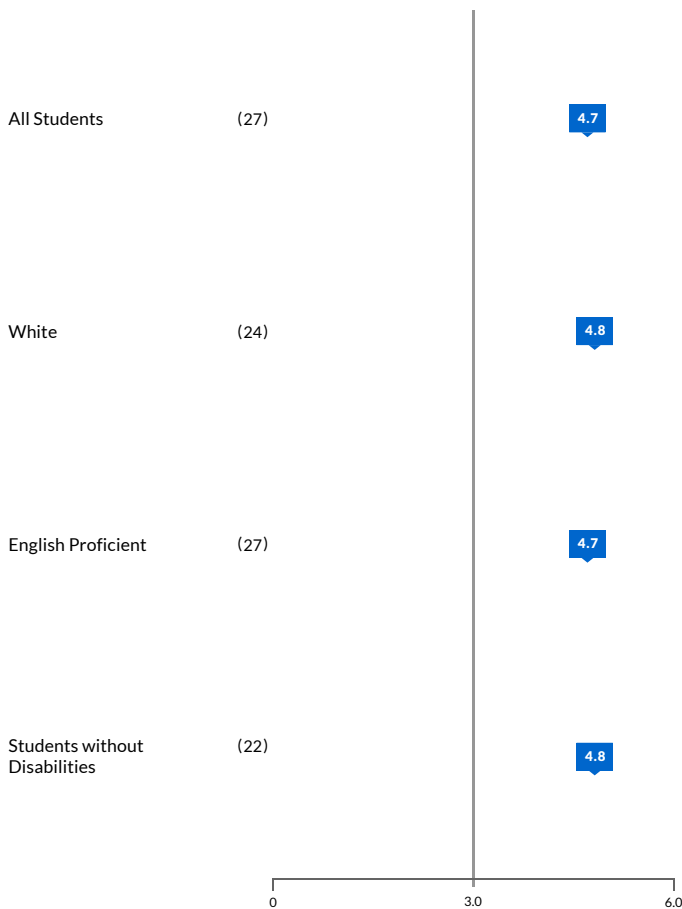 All Students (27) 4.7
White (24) 4.8
English Proficient (27) 4.7
Students without (22) 4.8
Disabilities
0 3.0 6.0